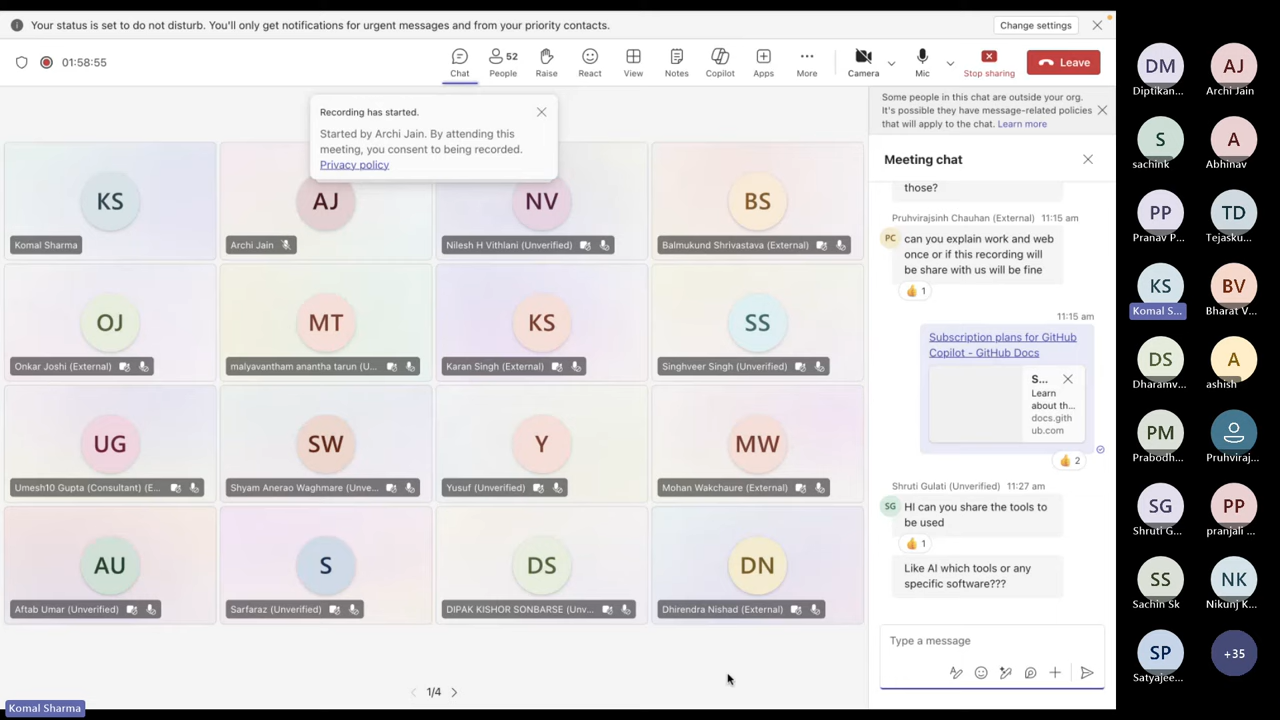 Your status is set to do not disturb. You'll only get notifications for urgent messages and from your priority contacts.
Change settings
01:58:55
Chat
52
People
Raise
React
View
Notes
Copilot
Apps
More
Camera
Mic
Stop sharing
Leave
Recording has started.
Started by Archi Jain. By attending this
meeting, you consent to being recorded.
Privacy policy
KS
Komal Sharma
AJ
Archi Jain
NV
Nilesh H Vithlani (Unverified)
BS
Balmukund Shrivastava (External)
OJ
Onkar Joshi (External)
MT
malyavantham anantha tarun (U...
KS
Karan Singh (External)
SS
Singhveer Singh (Unverified)
UG
Umesh10 Gupta (Consultant) (E...
SW
Shyam Anerao Waghmare (Unve...
Y
Yusuf (Unverified)
MW
Mohan Wakchaure (External)
AU
Aftab Umar (Unverified)
S
Sarfaraz (Unverified)
DS
DIPAK KISHOR SONBARSE (Unv...
DN
Dhirendra Nishad (External)
1/4
Komal Sharma
Some people in this chat are outside your org.
It's possible they have message-related policies
that will apply to the chat. Learn more
Meeting chat
those?
Pruhvirajsinh Chauhan (External) 11:15 am
PC
can you explain work and web
once or if this recording will
be share with us will be fine
1
11:15 am
Subscription plans for GitHub
Copilot - GitHub Docs
S...
Learn
about th...
docs.gith
ub.com
2
Shruti Gulati (Unverified) 11:27 am
SG
HI can you share the tools to
be used
1
Like AI which tools or any
specific software???
Type a message
DM
Diptikan...
AJ
Archi Jain
S
sachink
A
Abhinav
PP
Pranav P...
TD
Tejasku...
KS
Komal S...
BV
Bharat V...
DS
Dharamv...
A
ashish
PM
Prabodh...
Pruhviraj...
SG
Shruti G...
PP
pranjali ...
SS
Sachin Sk
NK
Nikunj K...
SP
Satyajee...
+35